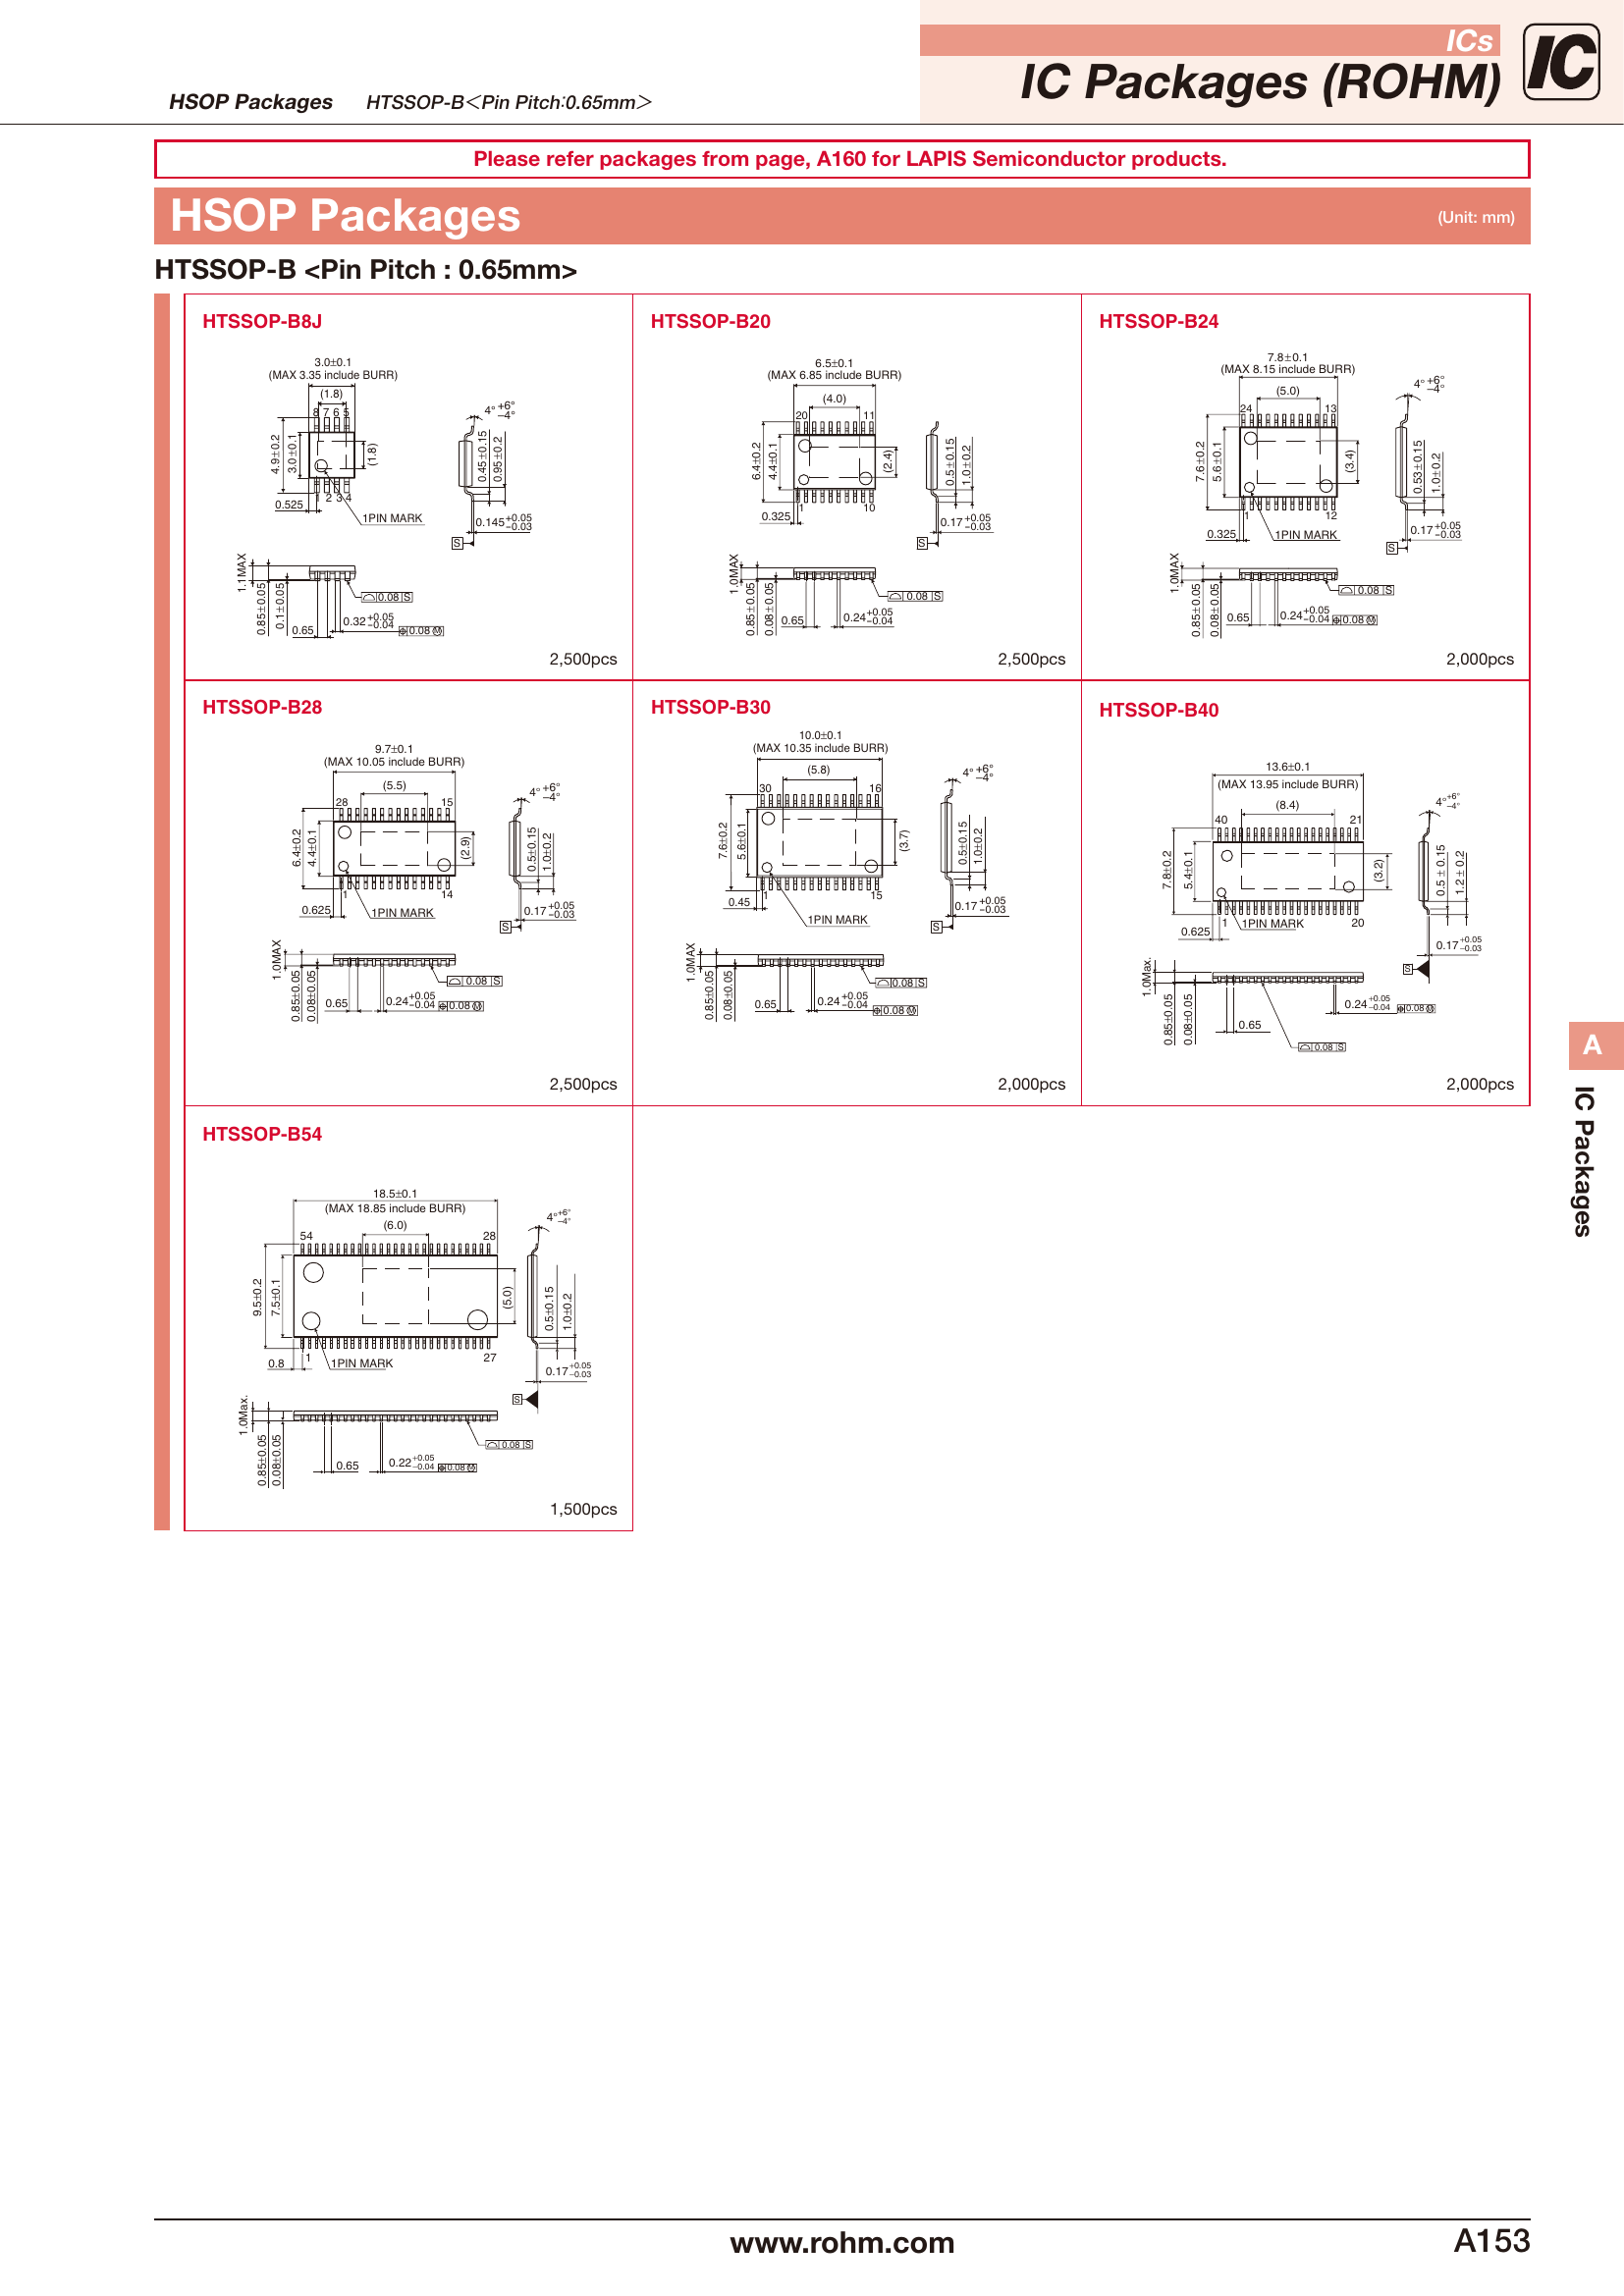 ICs
IC Packages (ROHM)
IC
HSOP Packages HTSSOP-B<Pin Pitch:0.65mm>
Please refer packages from page, A160 for LAPIS Semiconductor products.
HSOP Packages (Unit: mm)
HTSSOP-B <Pin Pitch : 0.65mm>
HTSSOP-B8J
3.0±0.1
(MAX 3.35 include BURR)
(1.8)
8 7 6 5
4° +6° −4°
4.9±0.2
3.0±0.1
(1.8)
0.45±0.15
0.95±0.2
1 2 3 4
0.525
1PIN MARK
0.145 +0.05 −0.03
S
1.1MAX
0.85±0.05
0.1±0.05
0.08 S
0.65
0.32 +0.05 −0.04
0.08 M
2,500pcs
HTSSOP-B20
6.5±0.1
(MAX 6.85 include BURR)
(4.0)
20 11
6.4±0.2
4.4±0.1
(2.4)
0.5±0.15
1.0±0.2
1 10
0.325
0.17 +0.05 −0.03
S
1.0MAX
0.85±0.05
0.08±0.05
0.08 S
0.65
0.24 +0.05 −0.04
2,500pcs
HTSSOP-B24
7.8±0.1
(MAX 8.15 include BURR)
(5.0)
24 13
4° +6° −4°
7.6±0.2
5.6±0.1
(3.4)
0.53±0.15
1.0±0.2
1 12
0.325
1PIN MARK
0.17 +0.05 −0.03
S
1.0MAX
0.85±0.05
0.08±0.05
0.08 S
0.65
0.24 +0.05 −0.04
0.08 M
2,000pcs
HTSSOP-B28
9.7±0.1
(MAX 10.05 include BURR)
(5.5)
28 15
4° +6° −4°
6.4±0.2
4.4±0.1
(2.9)
0.5±0.15
1.0±0.2
1 14
0.625
1PIN MARK
0.17 +0.05 −0.03
S
1.0MAX
0.85±0.05
0.08±0.05
0.08 S
0.65
0.24 +0.05 −0.04
0.08 M
2,500pcs
HTSSOP-B30
10.0±0.1
(MAX 10.35 include BURR)
(5.8)
30 16
4° +6° −4°
7.6±0.2
5.6±0.1
(3.7)
0.5±0.15
1.0±0.2
1 15
0.45
1PIN MARK
0.17 +0.05 −0.03
S
1.0MAX
0.85±0.05
0.08±0.05
0.08 S
0.65
0.24 +0.05 −0.04
0.08 M
2,000pcs
HTSSOP-B40
13.6±0.1
(MAX 13.95 include BURR)
(8.4)
40 21
4° +6° −4°
7.8±0.2
5.4±0.1
(3.2)
0.5 ± 0.15
1.2 ± 0.2
1 20
0.625
1PIN MARK
0.17 +0.05 −0.03
S
1.0Max.
0.85±0.05
0.08±0.05
0.65
0.24 +0.05 −0.04
0.08 M
0.08 S
2,000pcs
HTSSOP-B54
18.5±0.1
(MAX 18.85 include BURR)
(6.0)
54 28
4° +6° −4°
9.5±0.2
7.5±0.1
(5.0)
0.5±0.15
1.0±0.2
1 27
0.8
1PIN MARK
0.17 +0.05 −0.03
S
1.0Max.
0.85±0.05
0.08±0.05
0.08 S
0.65
0.22 +0.05 −0.04
0.08 M
1,500pcs
A
IC Packages
www.rohm.com
A153